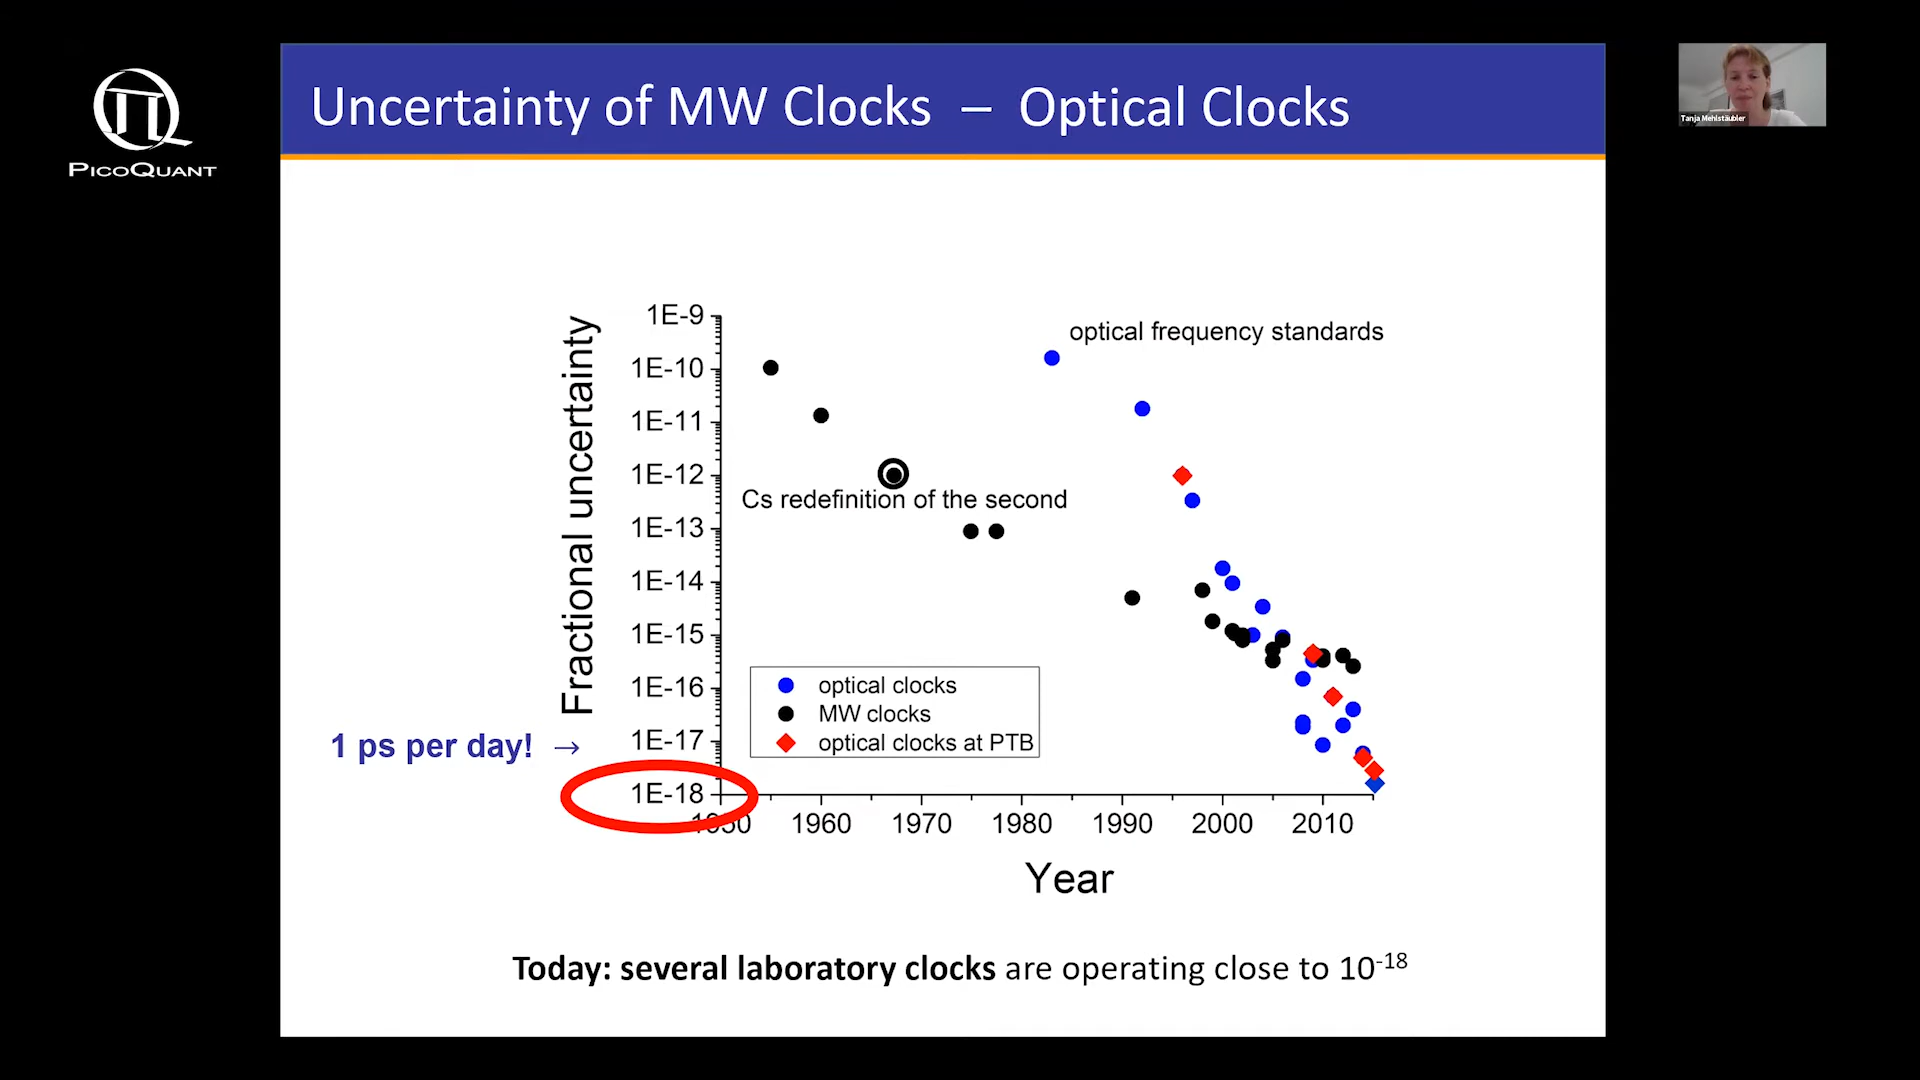 PICOQUANT
Uncertainty of MW Clocks – Optical Clocks
Tanja Mehlstäubler
Fractional uncertainty
1E-9
1E-10
1E-11
1E-12
1E-13
1E-14
1E-15
1E-16
1E-17
1E-18
optical frequency standards
Cs redefinition of the second
optical clocks
MW clocks
optical clocks at PTB
1 ps per day! →
1950 1960 1970 1980 1990 2000 2010
Year
Today: several laboratory clocks are operating close to 10⁻¹⁸